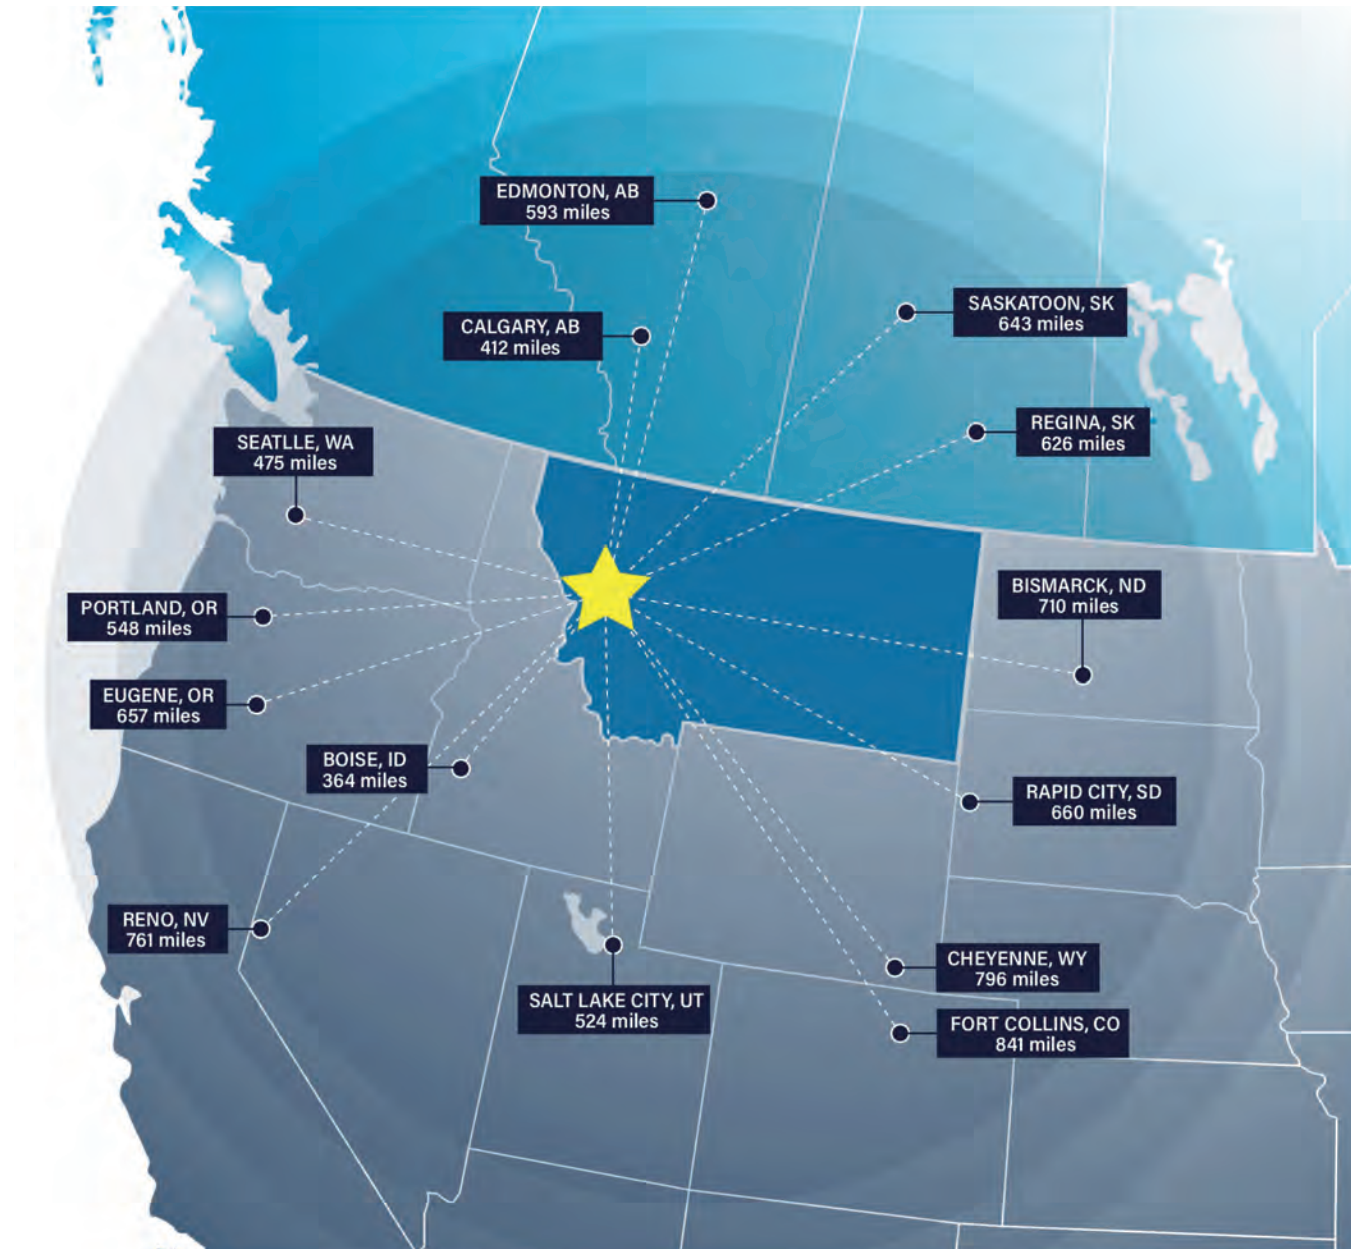 EDMONTON, AB
593 miles
SASKATOON, SK
643 miles
CALGARY, AB
412 miles
REGINA, SK
626 miles
SEATLLE, WA
475 miles
BISMARCK, ND
710 miles
PORTLAND, OR
548 miles
EUGENE, OR
657 miles
BOISE, ID
364 miles
RAPID CITY, SD
660 miles
RENO, NV
761 miles
CHEYENNE, WY
796 miles
SALT LAKE CITY, UT
524 miles
FORT COLLINS, CO
841 miles